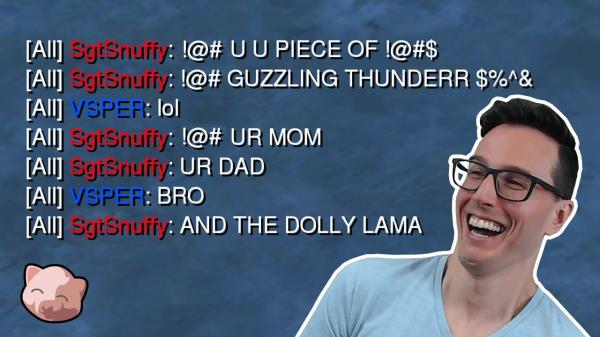 [All] SgtSnuffy: !@# U U PIECE OF !@#$
[All] SgtSnuffy: !@# GUZZLING THUNDERR $%^&
[All] VSPER: lol
[All] SgtSnuffy: !@# UR MOM
[All] SgtSnuffy: UR DAD
[All] VSPER: BRO
[All] SgtSnuffy: AND THE DOLLY LAMA